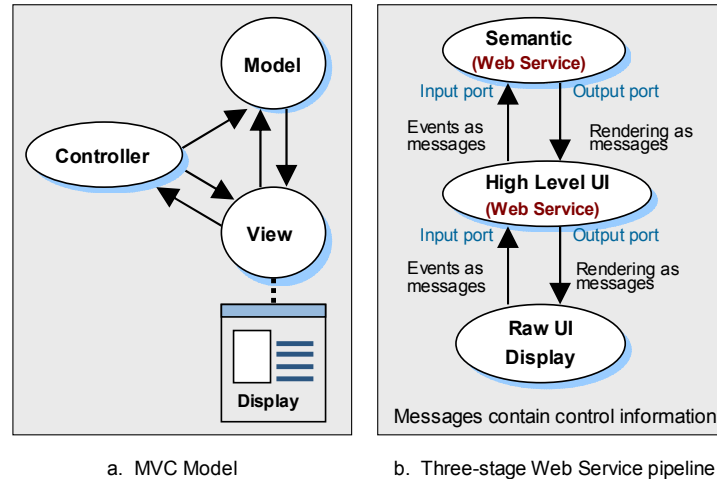 Model
Controller
View
Display
a. MVC Model
Semantic
(Web Service)
Input port
Output port
Events as
messages
Rendering as
messages
High Level UI
(Web Service)
Input port
Output port
Events as
messages
Rendering as
messages
Raw UI
Display
Messages contain control information
b. Three-stage Web Service pipeline